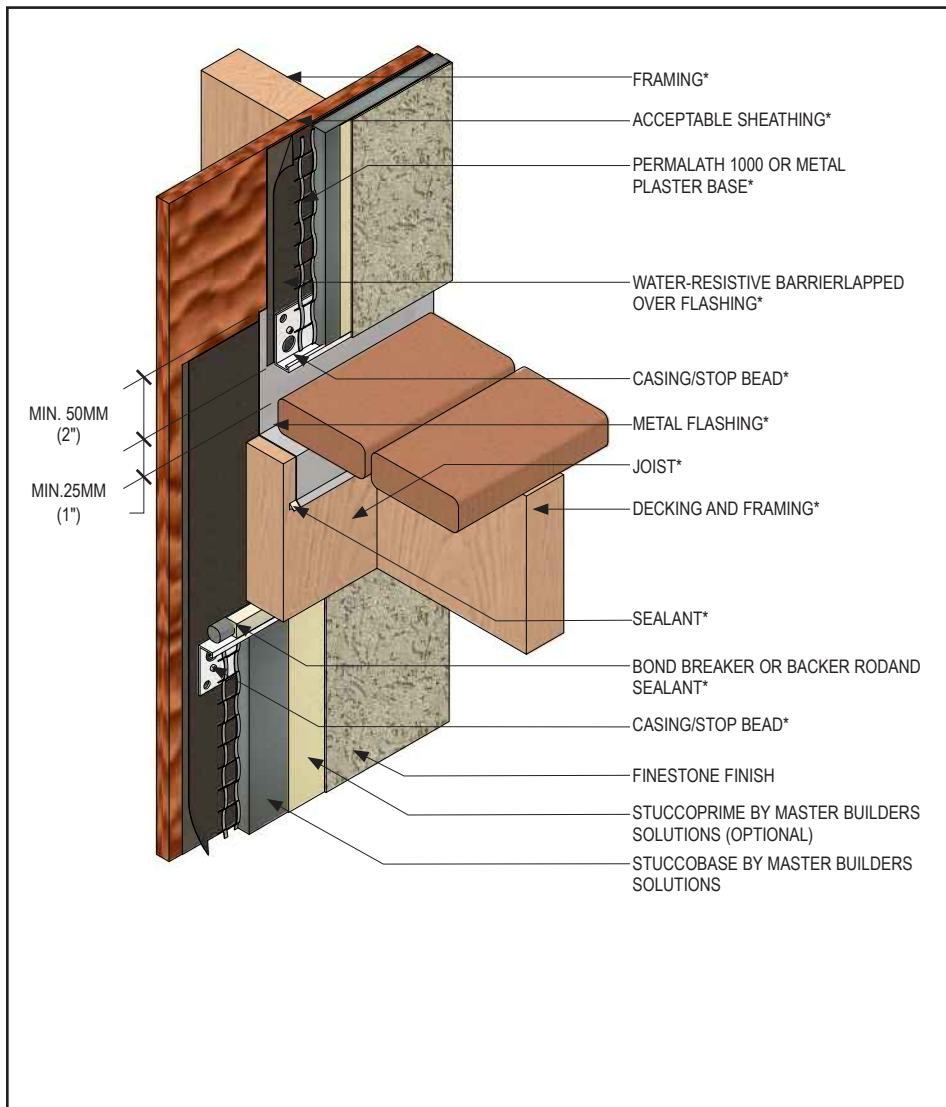 FRAMING*
ACCEPTABLE SHEATHING*
PERMALATH 1000 OR METAL
PLASTER BASE*
WATER-RESISTIVE BARRIERLAPPED
OVER FLASHING*
CASING/STOP BEAD*
METAL FLASHING*
JOIST*
DECKING AND FRAMING*
MIN. 50MM
(2")
MIN.25MM
(1")
SEALANT*
BOND BREAKER OR BACKER RODAND
SEALANT*
CASING/STOP BEAD*
FINESTONE FINISH
STUCCOPRIME BY MASTER BUILDERS
SOLUTIONS (OPTIONAL)
STUCCOBASE BY MASTER BUILDERS
SOLUTIONS